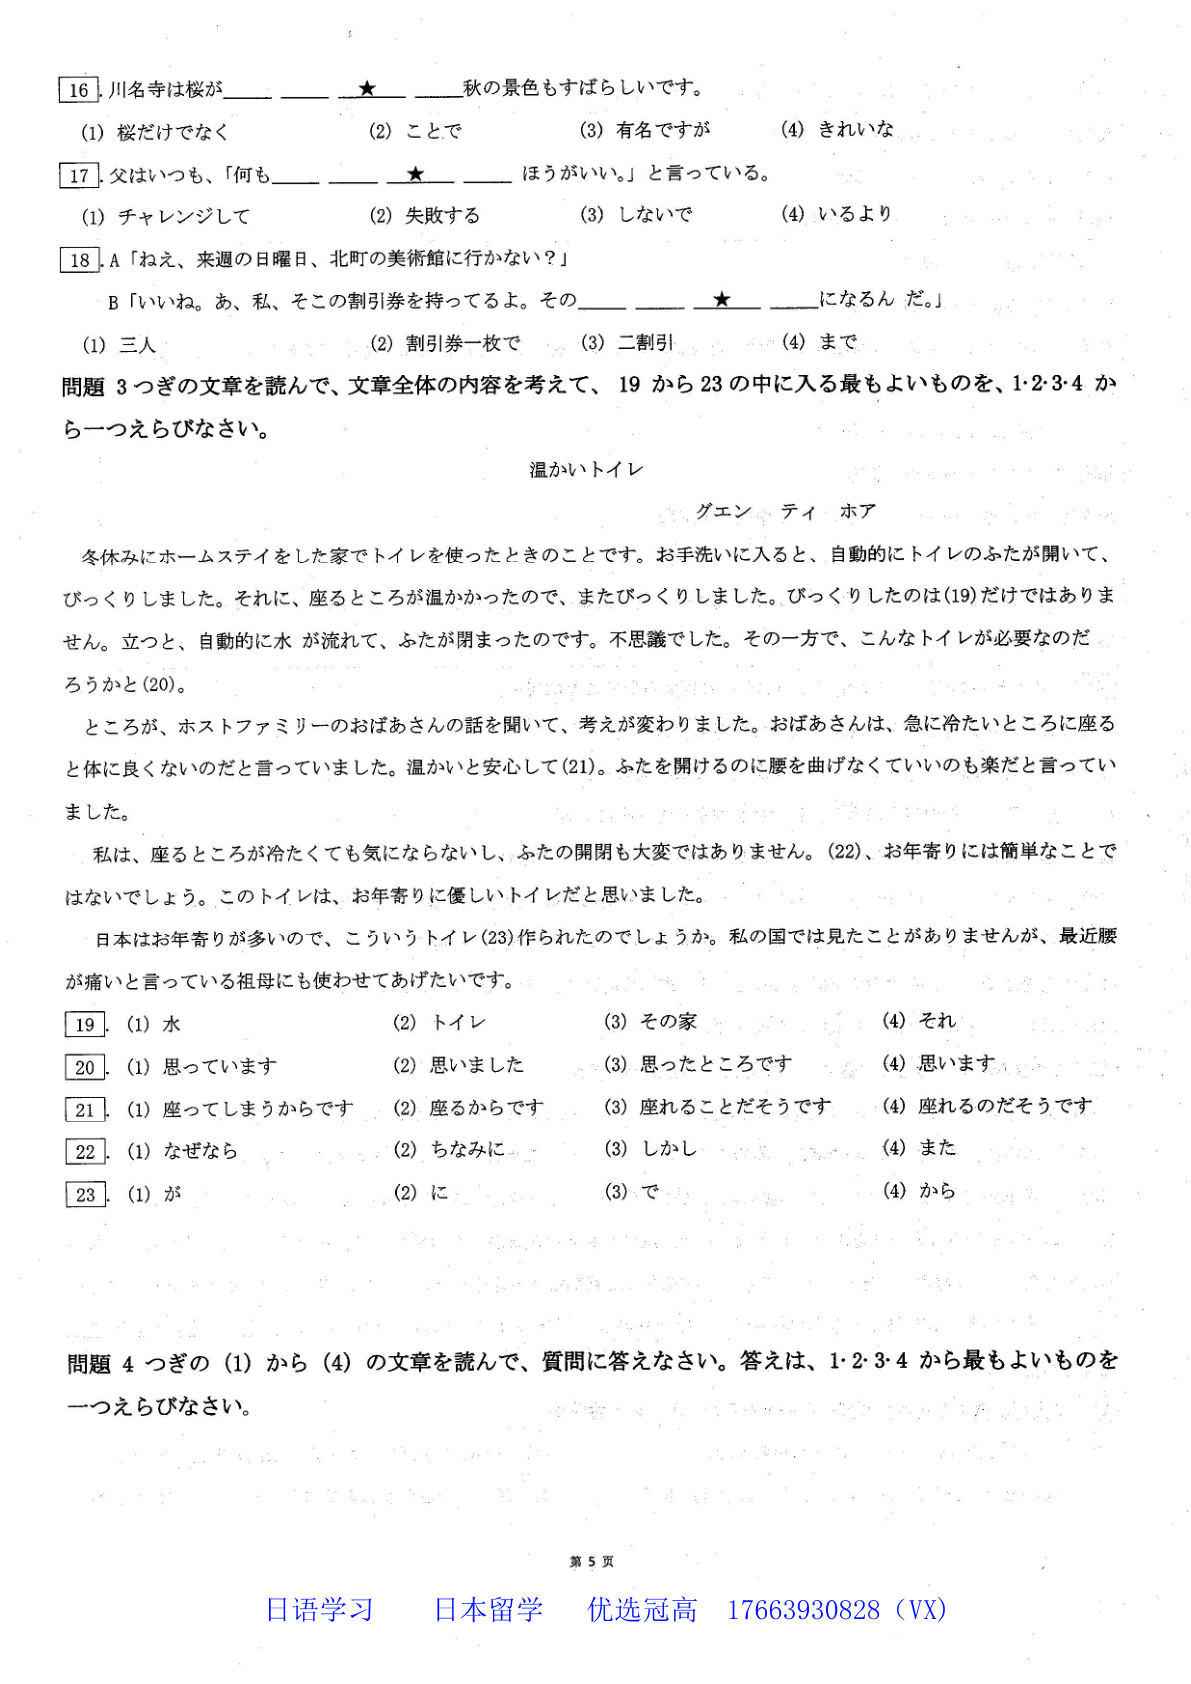 16.川名寺は桜が____ ____ __★__ ____秋の景色もすばらしいです。
(1) 桜だけでなく (2) ことで (3) 有名ですが (4) きれいな
17.父はいつも、「何も____ ____ __★__ ____ ほうがいい。」と言っている。
(1) チャレンジして (2) 失敗する (3) しないで (4) いるより
18.A「ねえ、来週の日曜日、北町の美術館に行かない？」
B「いいね。あ、私、そこの割引券を持ってるよ。その____ ____ __★__ ____になるん だ。」
(1) 三人 (2) 割引券一枚で (3) 二割引 (4) まで
問題 3 つぎの文章を読んで、文章全体の内容を考えて、 19 から 23 の中に入る最もよいものを、1·2·3·4 か
ら一つえらびなさい。
温かいトイレ
グエン ティ ホア
冬休みにホームステイをした家でトイレを使ったときのことです。お手洗いに入ると、自動的にトイレのふたが開いて、
びっくりしました。それに、座るところが温かかったので、またびっくりしました。びっくりしたのは(19)だけではありま
せん。立つと、自動的に水 が流れて、ふたが閉まったのです。不思議でした。その一方で、こんなトイレが必要なのだ
ろうかと(20)。
ところが、ホストファミリーのおばあさんの話を聞いて、考えが変わりました。おばあさんは、急に冷たいところに座る
と体に良くないのだと言っていました。温かいと安心して(21)。ふたを開けるのに腰を曲げなくていいのも楽だと言ってい
ました。
私は、座るところが冷たくても気にならないし、ふたの開閉も大変ではありません。(22)、お年寄りには簡単なことで
はないでしょう。このトイレは、お年寄りに優しいトイレだと思いました。
日本はお年寄りが多いので、こういうトイレ(23)作られたのでしょうか。私の国では見たことがありませんが、最近腰
が痛いと言っている祖母にも使わせてあげたいです。
19. (1) 水 (2) トイレ (3) その家 (4) それ
20. (1) 思っています (2) 思いました (3) 思ったところです (4) 思います
21. (1) 座ってしまうからです (2) 座るからです (3) 座れることだそうです (4) 座れるのだそうです
22. (1) なぜなら (2) ちなみに (3) しかし (4) また
23. (1) が (2) に (3) で (4) から
問題 4 つぎの (1) から (4) の文章を読んで、質問に答えなさい。答えは、1·2·3·4 から最もよいものを
一つえらびなさい。
第 5 页
日语学习 日本留学 优选冠高 17663930828（VX）